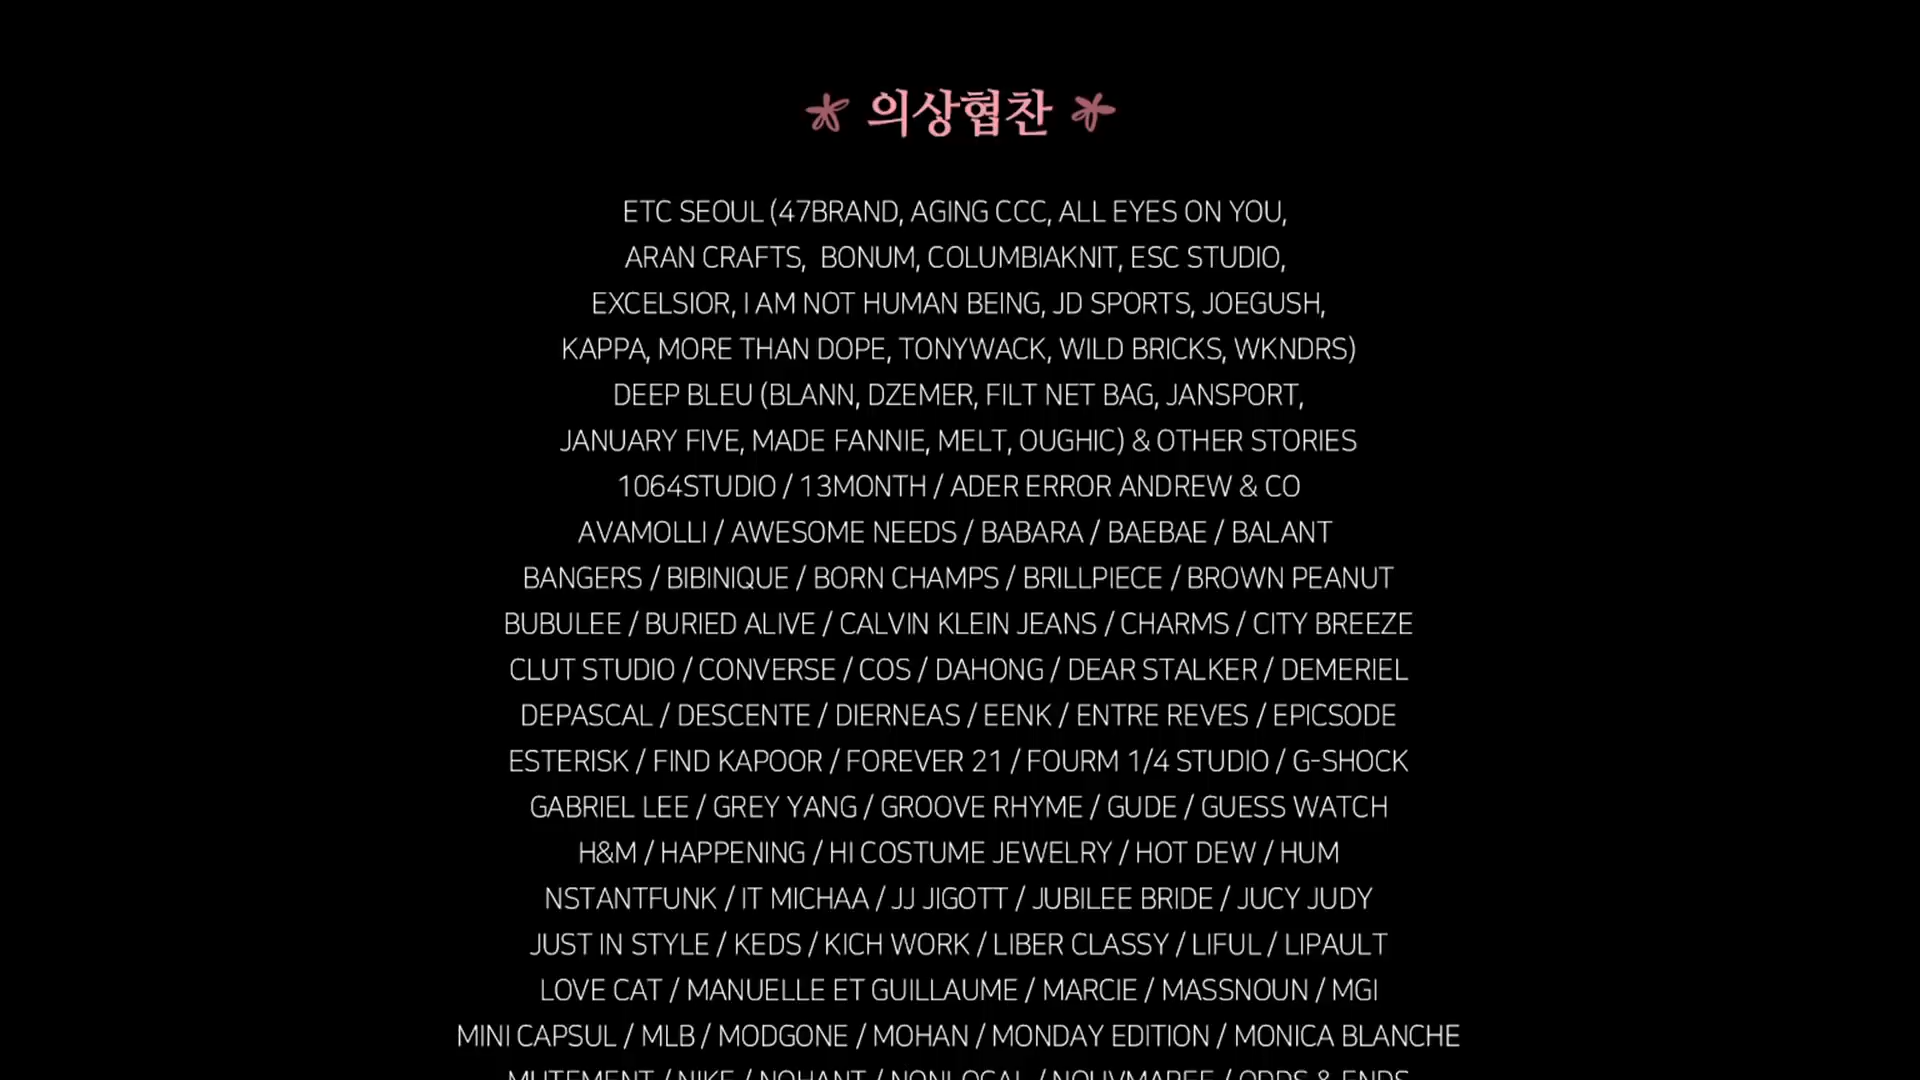 의상협찬
ETC SEOUL (47BRAND, AGING CCC, ALL EYES ON YOU,
ARAN CRAFTS, BONUM, COLUMBIAKNIT, ESC STUDIO,
EXCELSIOR, I AM NOT HUMAN BEING, JD SPORTS, JOEGUSH,
KAPPA, MORE THAN DOPE, TONYWACK, WILD BRICKS, WKNDRS)
DEEP BLEU (BLANN, DZEMER, FILT NET BAG, JANSPORT,
JANUARY FIVE, MADE FANNIE, MELT, OUGHIC) & OTHER STORIES
1064STUDIO / 13MONTH / ADER ERROR ANDREW & CO
AVAMOLLI / AWESOME NEEDS / BABARA / BAEBAE / BALANT
BANGERS / BIBINIQUE / BORN CHAMPS / BRILLPIECE / BROWN PEANUT
BUBULEE / BURIED ALIVE / CALVIN KLEIN JEANS / CHARMS / CITY BREEZE
CLUT STUDIO / CONVERSE / COS / DAHONG / DEAR STALKER / DEMERIEL
DEPASCAL / DESCENTE / DIERNEAS / EENK / ENTRE REVES / EPICSODE
ESTERISK / FIND KAPOOR / FOREVER 21 / FOURM 1/4 STUDIO / G-SHOCK
GABRIEL LEE / GREY YANG / GROOVE RHYME / GUDE / GUESS WATCH
H&M / HAPPENING / HI COSTUME JEWELRY / HOT DEW / HUM
NSTANTFUNK / IT MICHAA / JJ JIGOTT / JUBILEE BRIDE / JUCY JUDY
JUST IN STYLE / KEDS / KICH WORK / LIBER CLASSY / LIFUL / LIPAULT
LOVE CAT / MANUELLE ET GUILLAUME / MARCIE / MASSNOUN / MGI
MINI CAPSUL / MLB / MODGONE / MOHAN / MONDAY EDITION / MONICA BLANCHE
MUTEMENT / NIKE / NOHANT / NONLOCAL / NOUVMAREE / ODDS & ENDS